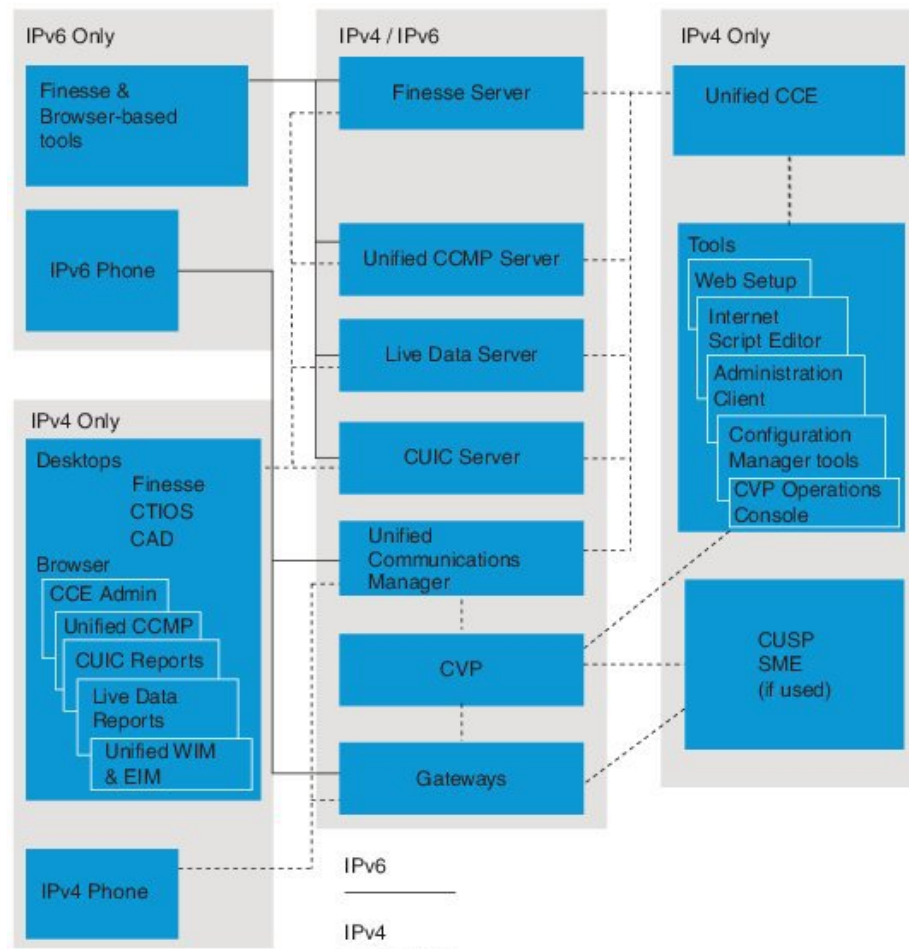 IPv6 Only
Finesse &
Browser-based
tools
IPv6 Phone
IPv4 Only
Desktops
Finesse
CTIOS
CAD
Browser
CCE Admin
Unified CCMP
CUIC Reports
Live Data
Reports
Unified WIM
& EIM
IPv4 Phone
IPv4 / IPv6
Finesse Server
Unified CCMP Server
Live Data Server
CUIC Server
Unified
Communications
Manager
CVP
Gateways
IPv6
IPv4
IPv4 Only
Unified CCE
Tools
Web Setup
Internet
Script Editor
Administration
Client
Configuration
Manager tools
CVP Operations
Console
CUSP
SME
(if used)